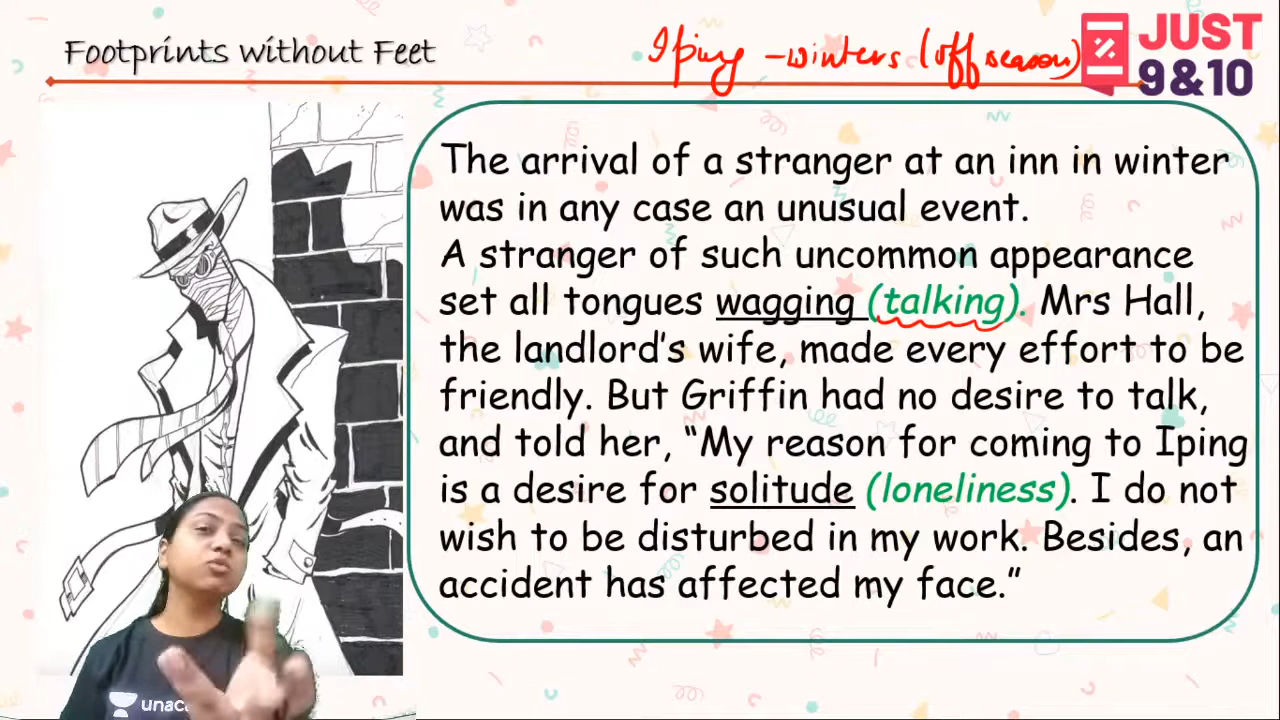 Footprints without Feet
Iping - winters (off season)
JUST
9 & 10
The arrival of a stranger at an inn in winter
was in any case an unusual event.
A stranger of such uncommon appearance
set all tongues wagging (talking). Mrs Hall,
the landlord's wife, made every effort to be
friendly. But Griffin had no desire to talk,
and told her, “My reason for coming to Iping
is a desire for solitude (loneliness). I do not
wish to be disturbed in my work. Besides, an
accident has affected my face.”
unac